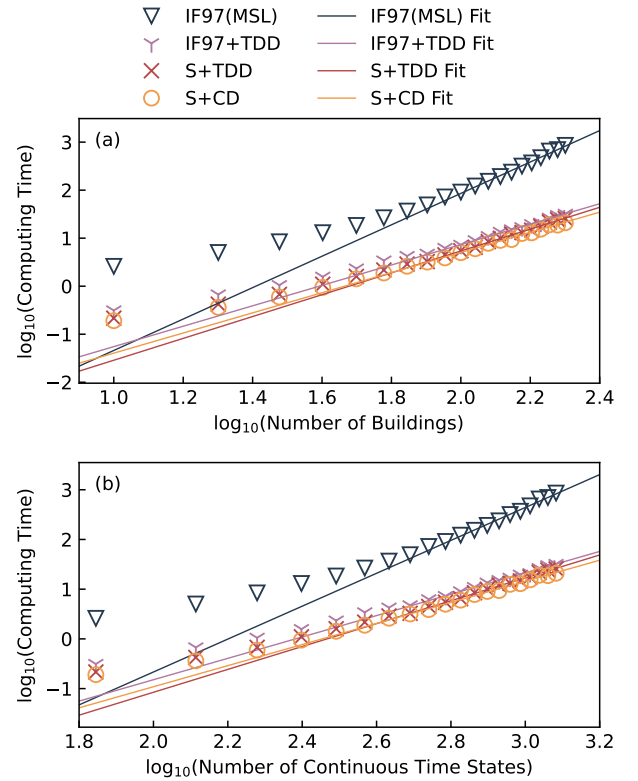 IF97(MSL) IF97(MSL) Fit
IF97+TDD IF97+TDD Fit
S+TDD S+TDD Fit
S+CD S+CD Fit
(a)
3
2
1
0
−1
−2
log10(Computing Time)
1.0 1.2 1.4 1.6 1.8 2.0 2.2 2.4
log10(Number of Buildings)
(b)
3
2
1
0
−1
log10(Computing Time)
1.8 2.0 2.2 2.4 2.6 2.8 3.0 3.2
log10(Number of Continuous Time States)